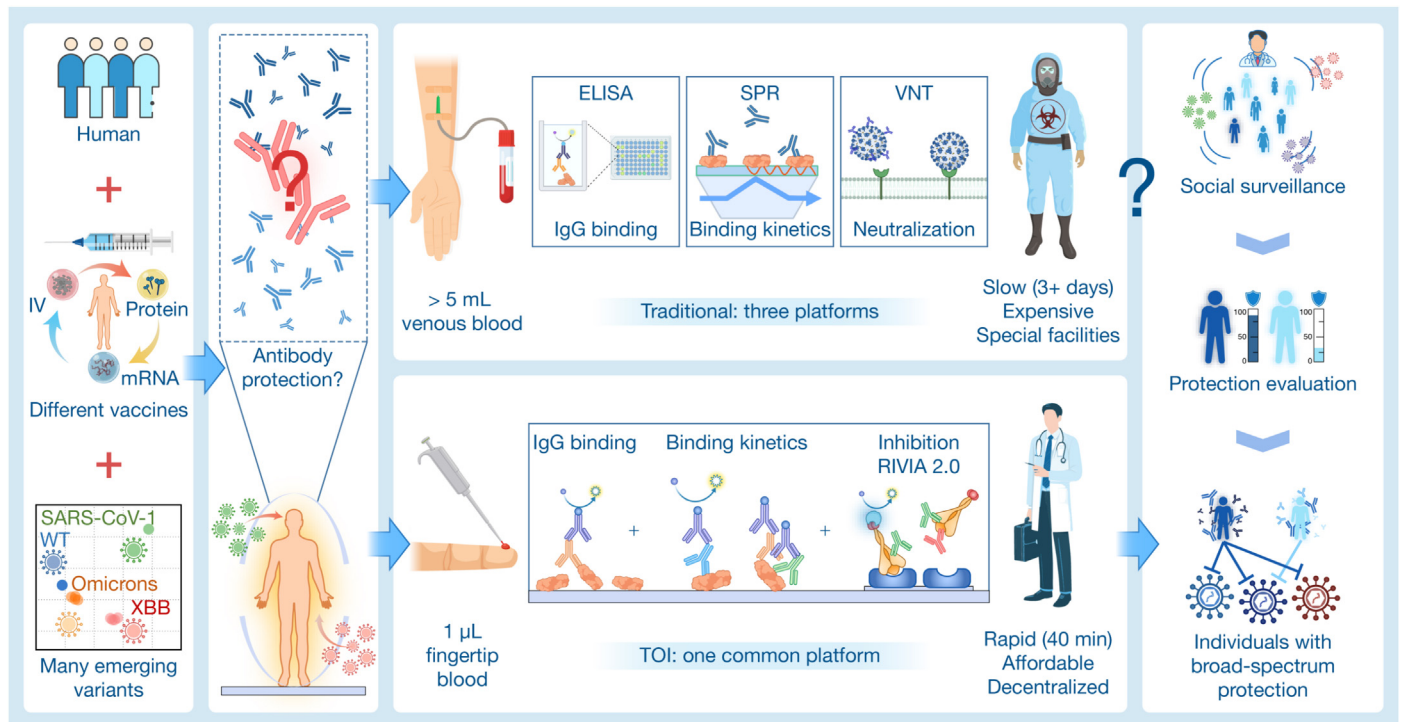 Human
+
IV
Protein
mRNA
Different vaccines
+
SARS-CoV-1
WT
Omicrons
XBB
Many emerging
variants
?
Antibody
protection?
> 5 mL
venous blood
ELISA
IgG binding
SPR
Binding kinetics
VNT
Neutralization
Traditional: three platforms
Slow (3+ days)
Expensive
Special facilities
?
1 µL
fingertip
blood
IgG binding
Binding kinetics
Inhibition
RIVIA 2.0
+
+
TOI: one common platform
Rapid (40 min)
Affordable
Decentralized
Social surveillance
100
50
0
100
50
0
Protection evaluation
Individuals with
broad-spectrum
protection